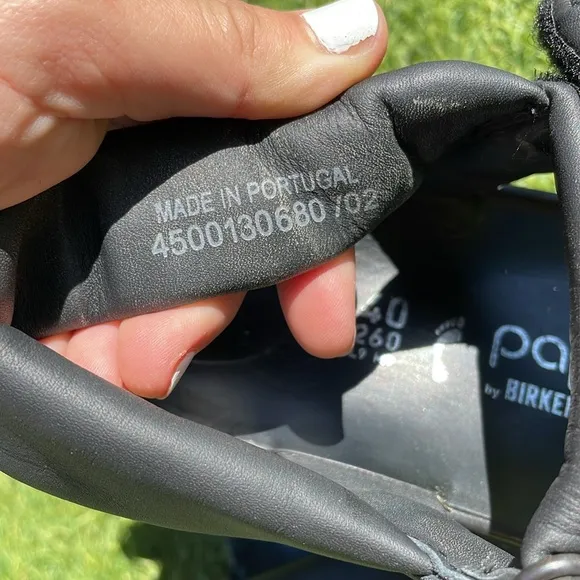 MADE IN PORTUGAL
4500130680 /02
40
260
pa
by BIRKE